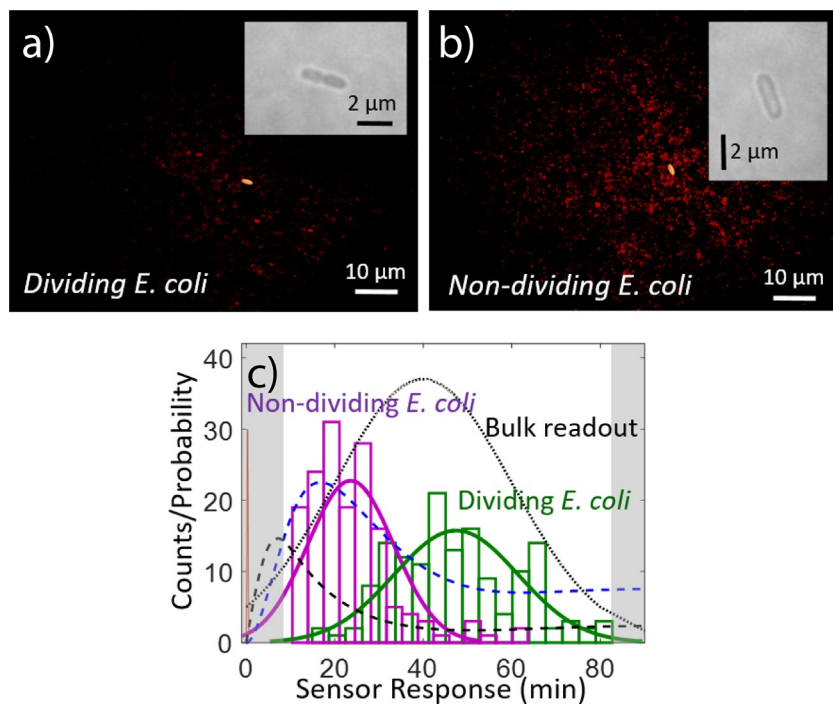 a)
2 μm
Dividing E. coli
10 μm
b)
2 μm
Non-dividing E. coli
10 μm
c)
Counts/Probability
40
30
20
10
0
Non-dividing E. coli
Bulk readout
Dividing E. coli
0 20 40 60 80
Sensor Response (min)